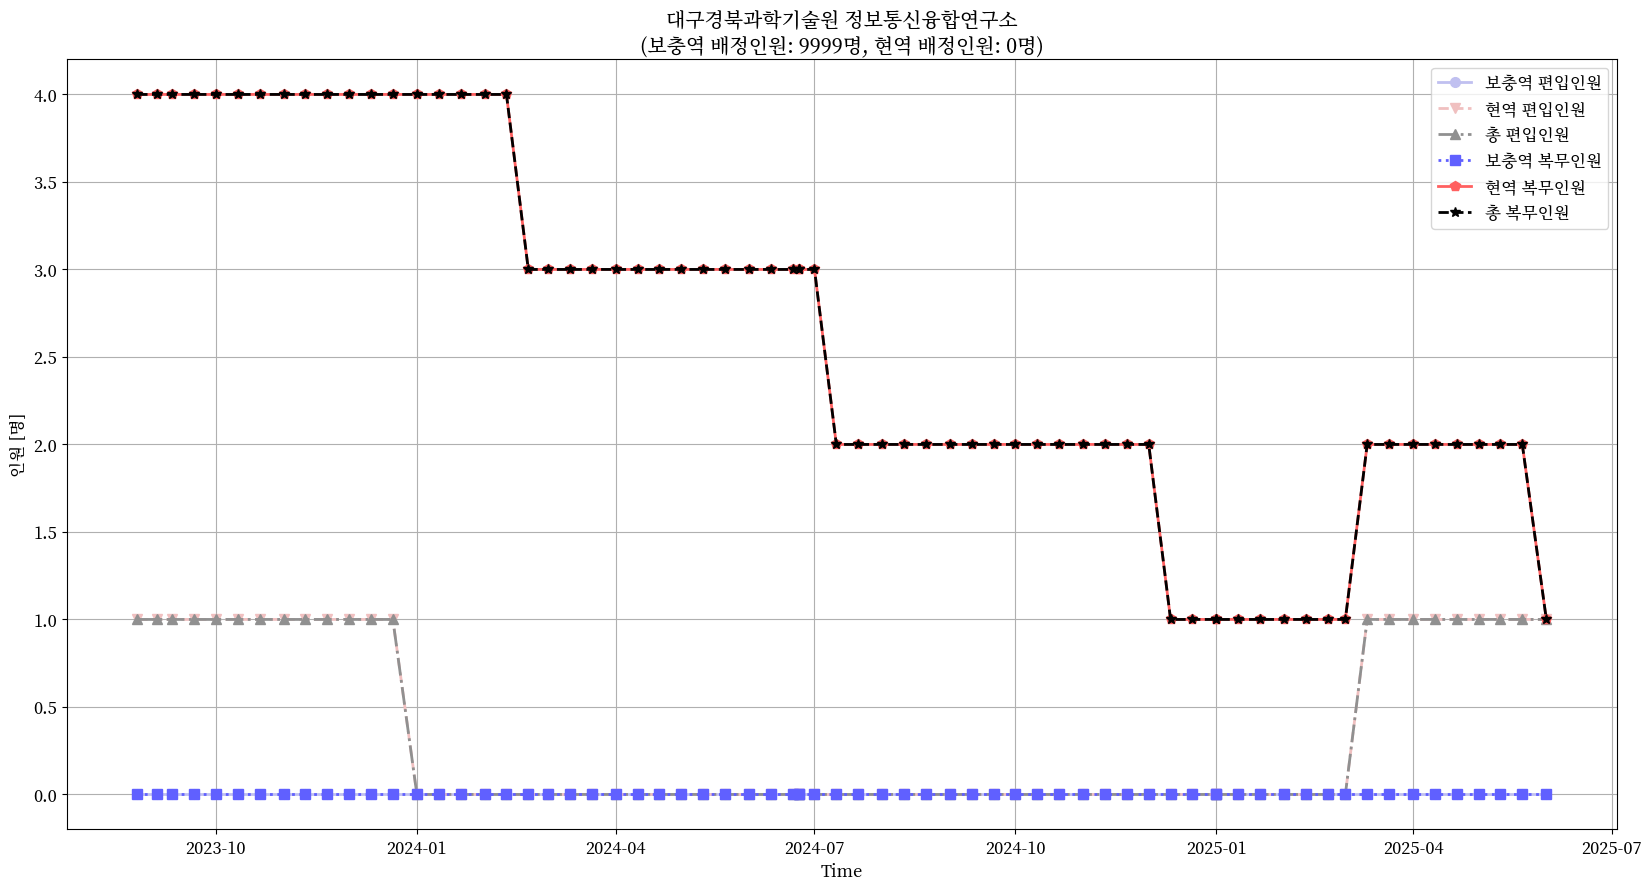 대구경북과학기술원 정보통신융합연구소
(보충역 배정인원: 9999명, 현역 배정인원: 0명)
보충역 편입인원
현역 편입인원
총 편입인원
보충역 복무인원
현역 복무인원
총 복무인원
4.0
3.5
3.0
2.5
2.0
1.5
1.0
0.5
0.0
인원 [명]
2023-10
2024-01
2024-04
2024-07
2024-10
2025-01
2025-04
2025-07
Time